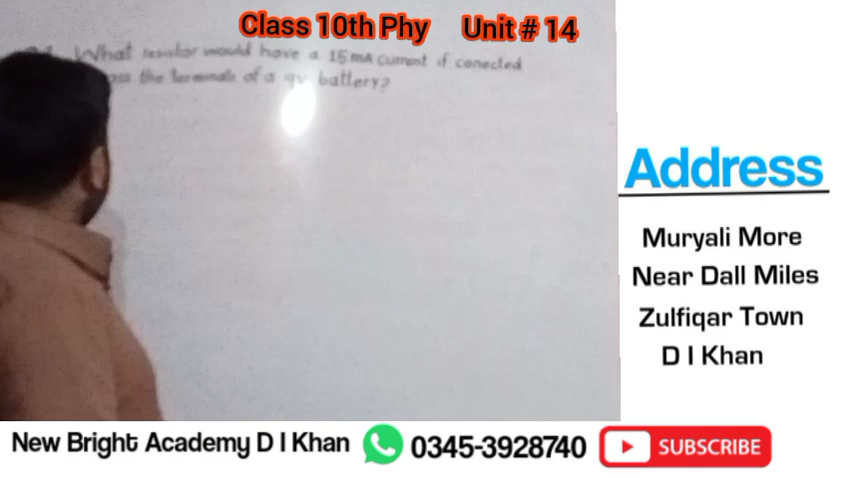 Class 10th Phy Unit # 14
What resistor would have a 15mA current if conected
the terminals of a 9v battery?
Address
Muryali More
Near Dall Miles
Zulfiqar Town
D I Khan
New Bright Academy D I Khan 0345-3928740 SUBSCRIBE